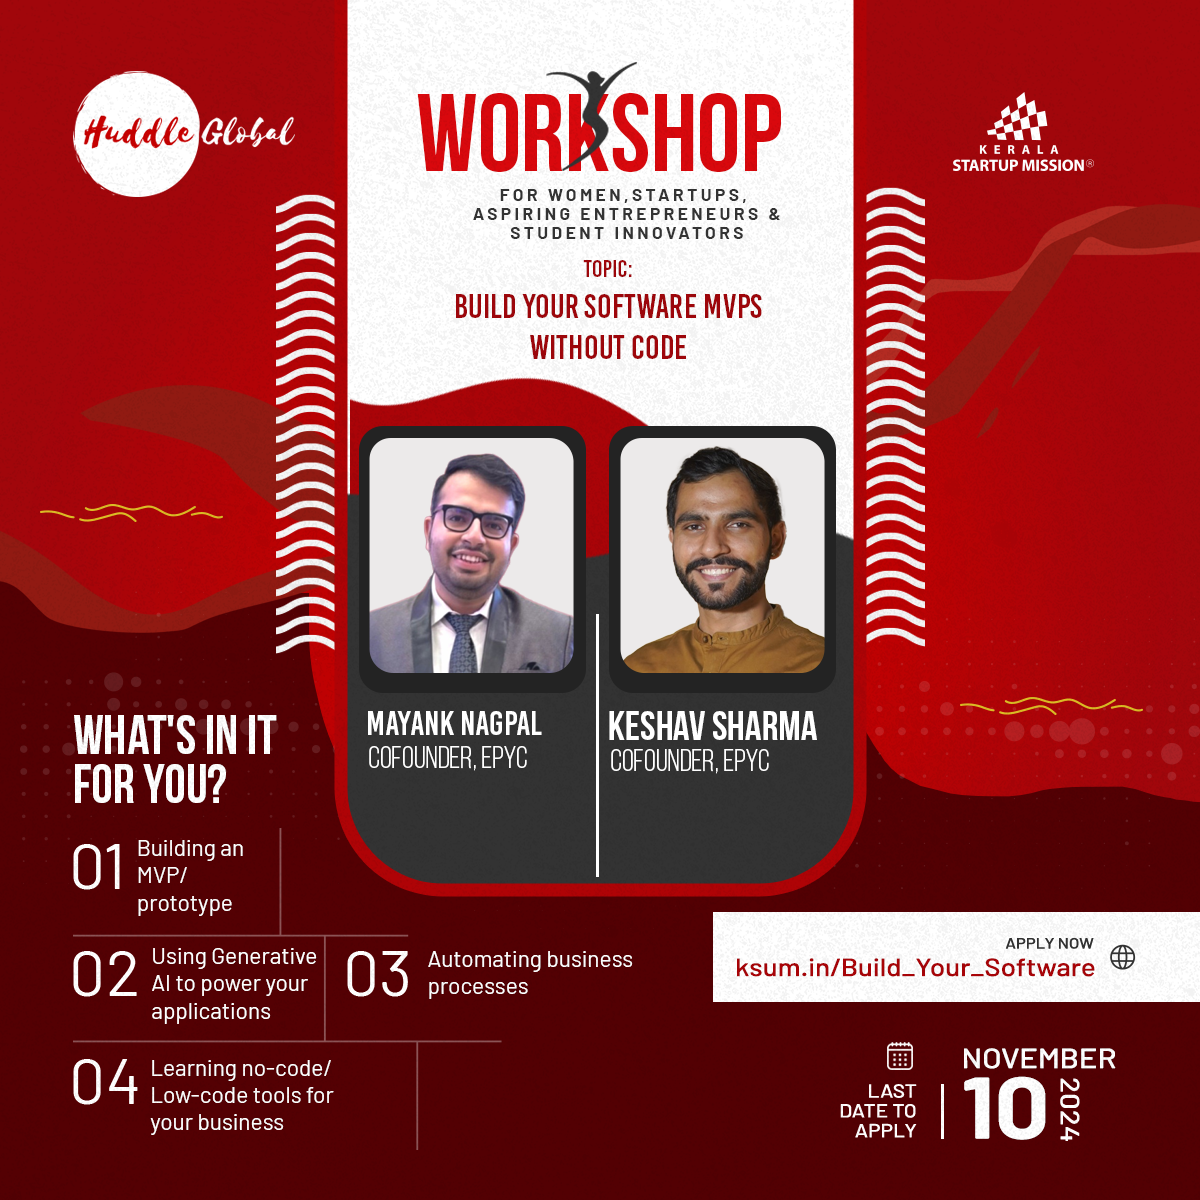 Huddle Global
WORKSHOP
FOR WOMEN,STARTUPS,
ASPIRING ENTREPRENEURS &
STUDENT INNOVATORS
KERALA
STARTUP MISSION®
TOPIC:
BUILD YOUR SOFTWARE MVPS
WITHOUT CODE
MAYANK NAGPAL
COFOUNDER, EPYC
KESHAV SHARMA
COFOUNDER, EPYC
WHAT'S IN IT
FOR YOU?
01 Building an
MVP/
prototype
02 Using Generative
AI to power your
applications
03 Automating business
processes
04 Learning no-code/
Low-code tools for
your business
APPLY NOW
ksum.in/Build_Your_Software
LAST
DATE TO
APPLY
NOVEMBER
10 2024